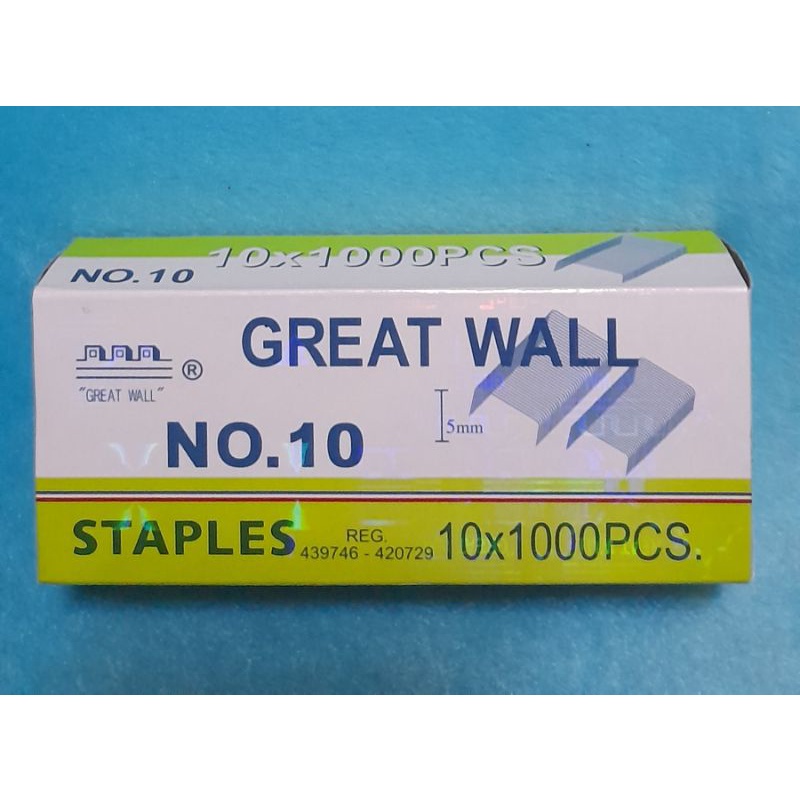 NO.10 10x1000PCS
GREAT WALL
®
"GREAT WALL"
5mm
NO.10
STAPLES
REG.
439746 - 420729
10x1000PCS.